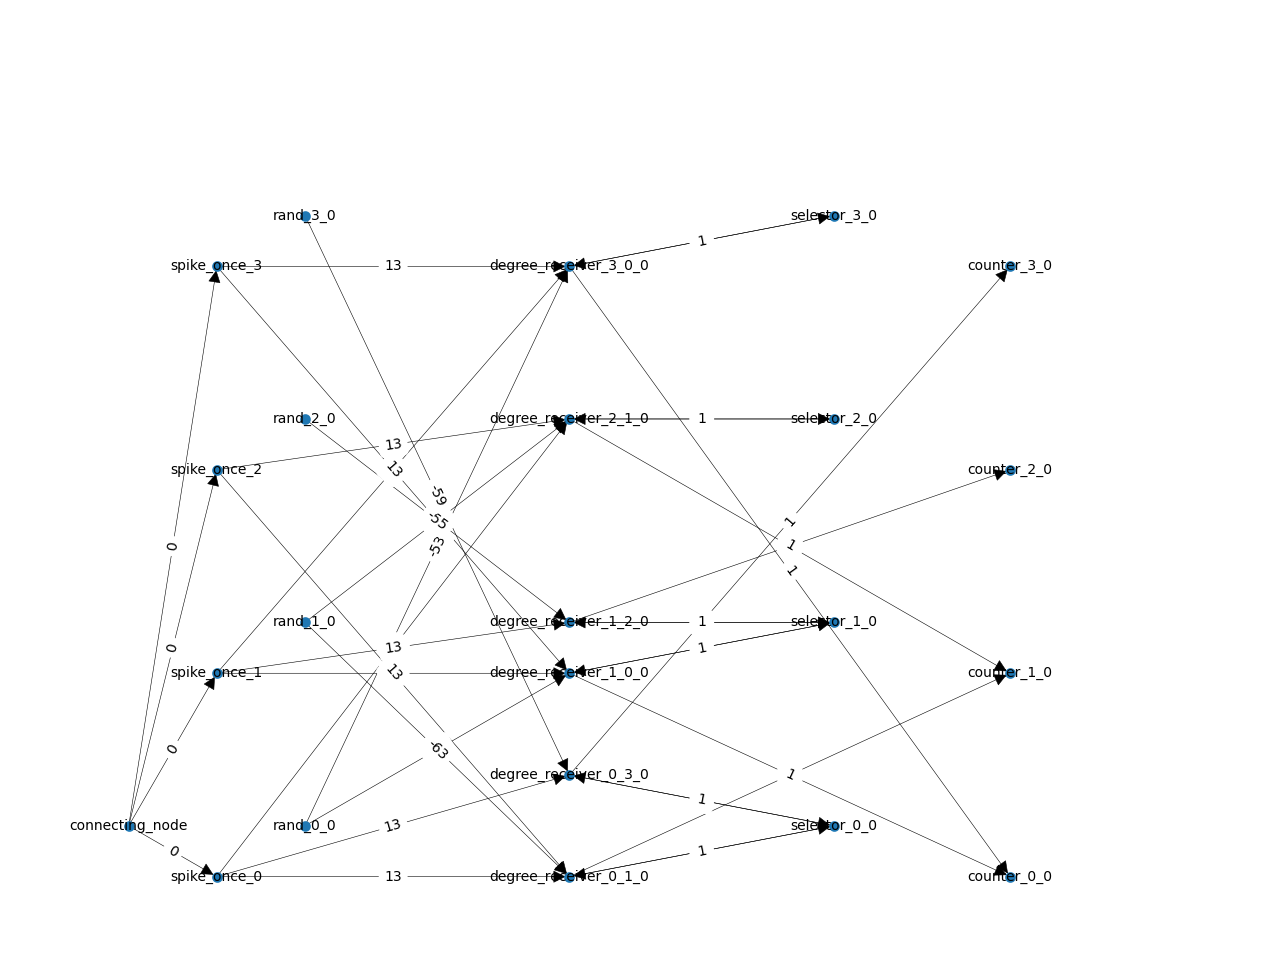 rand_3_0
selector_3_0
1
spike_once_3
13
degree_receiver_3_0_0
counter_3_0
rand_2_0
degree_receiver_2_1_0
1
selector_2_0
13
spike_once_2
13
counter_2_0
-59
-55
1
0
-53
1
1
rand_1_0
degree_receiver_1_2_0
1
selector_1_0
0
13
1
spike_once_1
13
degree_receiver_1_0_0
counter_1_0
0
-63
degree_receiver_0_3_0
1
1
connecting_node
rand_0_0
13
selector_0_0
0
1
spike_once_0
13
degree_receiver_0_1_0
counter_0_0